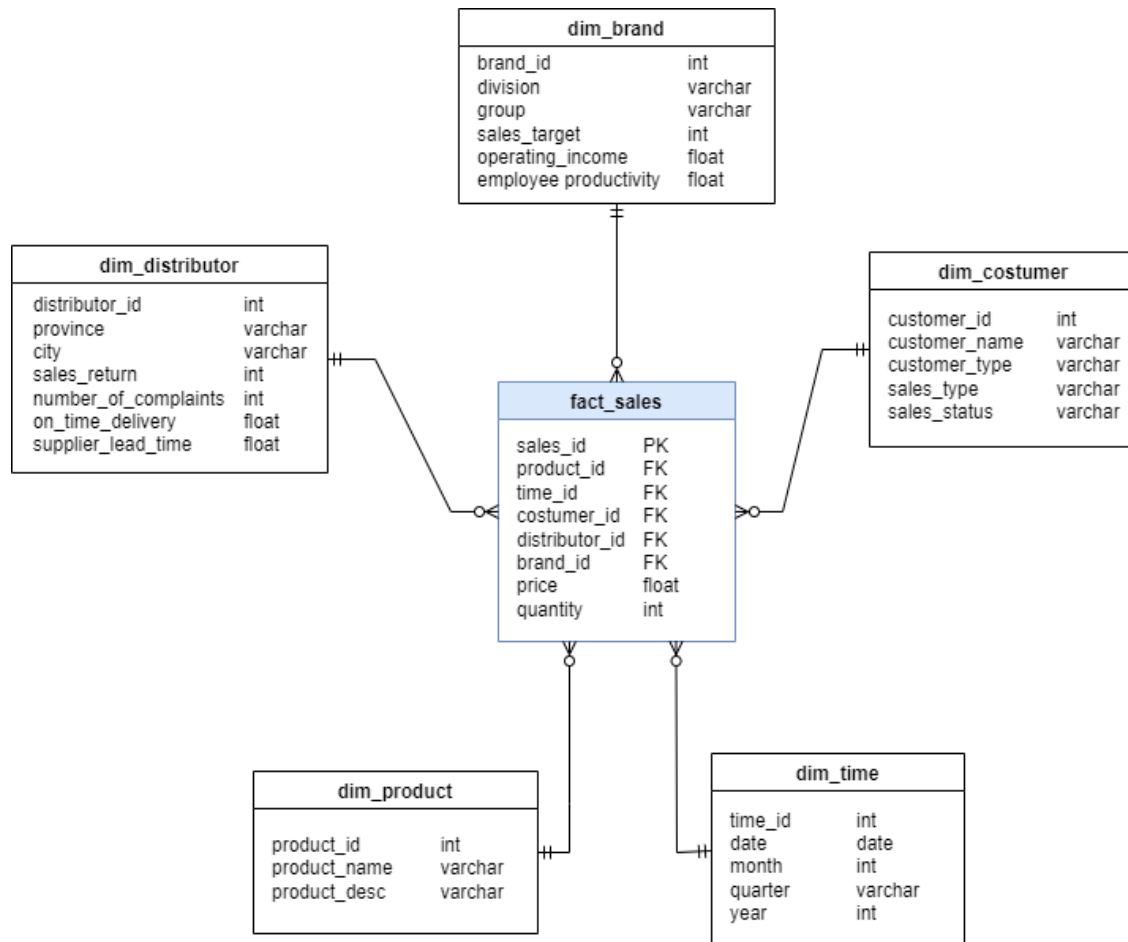 dim_brand
brand_id int
division varchar
group varchar
sales_target int
operating_income float
employee productivity float
dim_distributor
distributor_id int
province varchar
city varchar
sales_return int
number_of_complaints int
on_time_delivery float
supplier_lead_time float
dim_costumer
customer_id int
customer_name varchar
customer_type varchar
sales_type varchar
sales_status varchar
fact_sales
sales_id PK
product_id FK
time_id FK
costumer_id FK
distributor_id FK
brand_id FK
price float
quantity int
dim_product
product_id int
product_name varchar
product_desc varchar
dim_time
time_id int
date date
month int
quarter varchar
year int